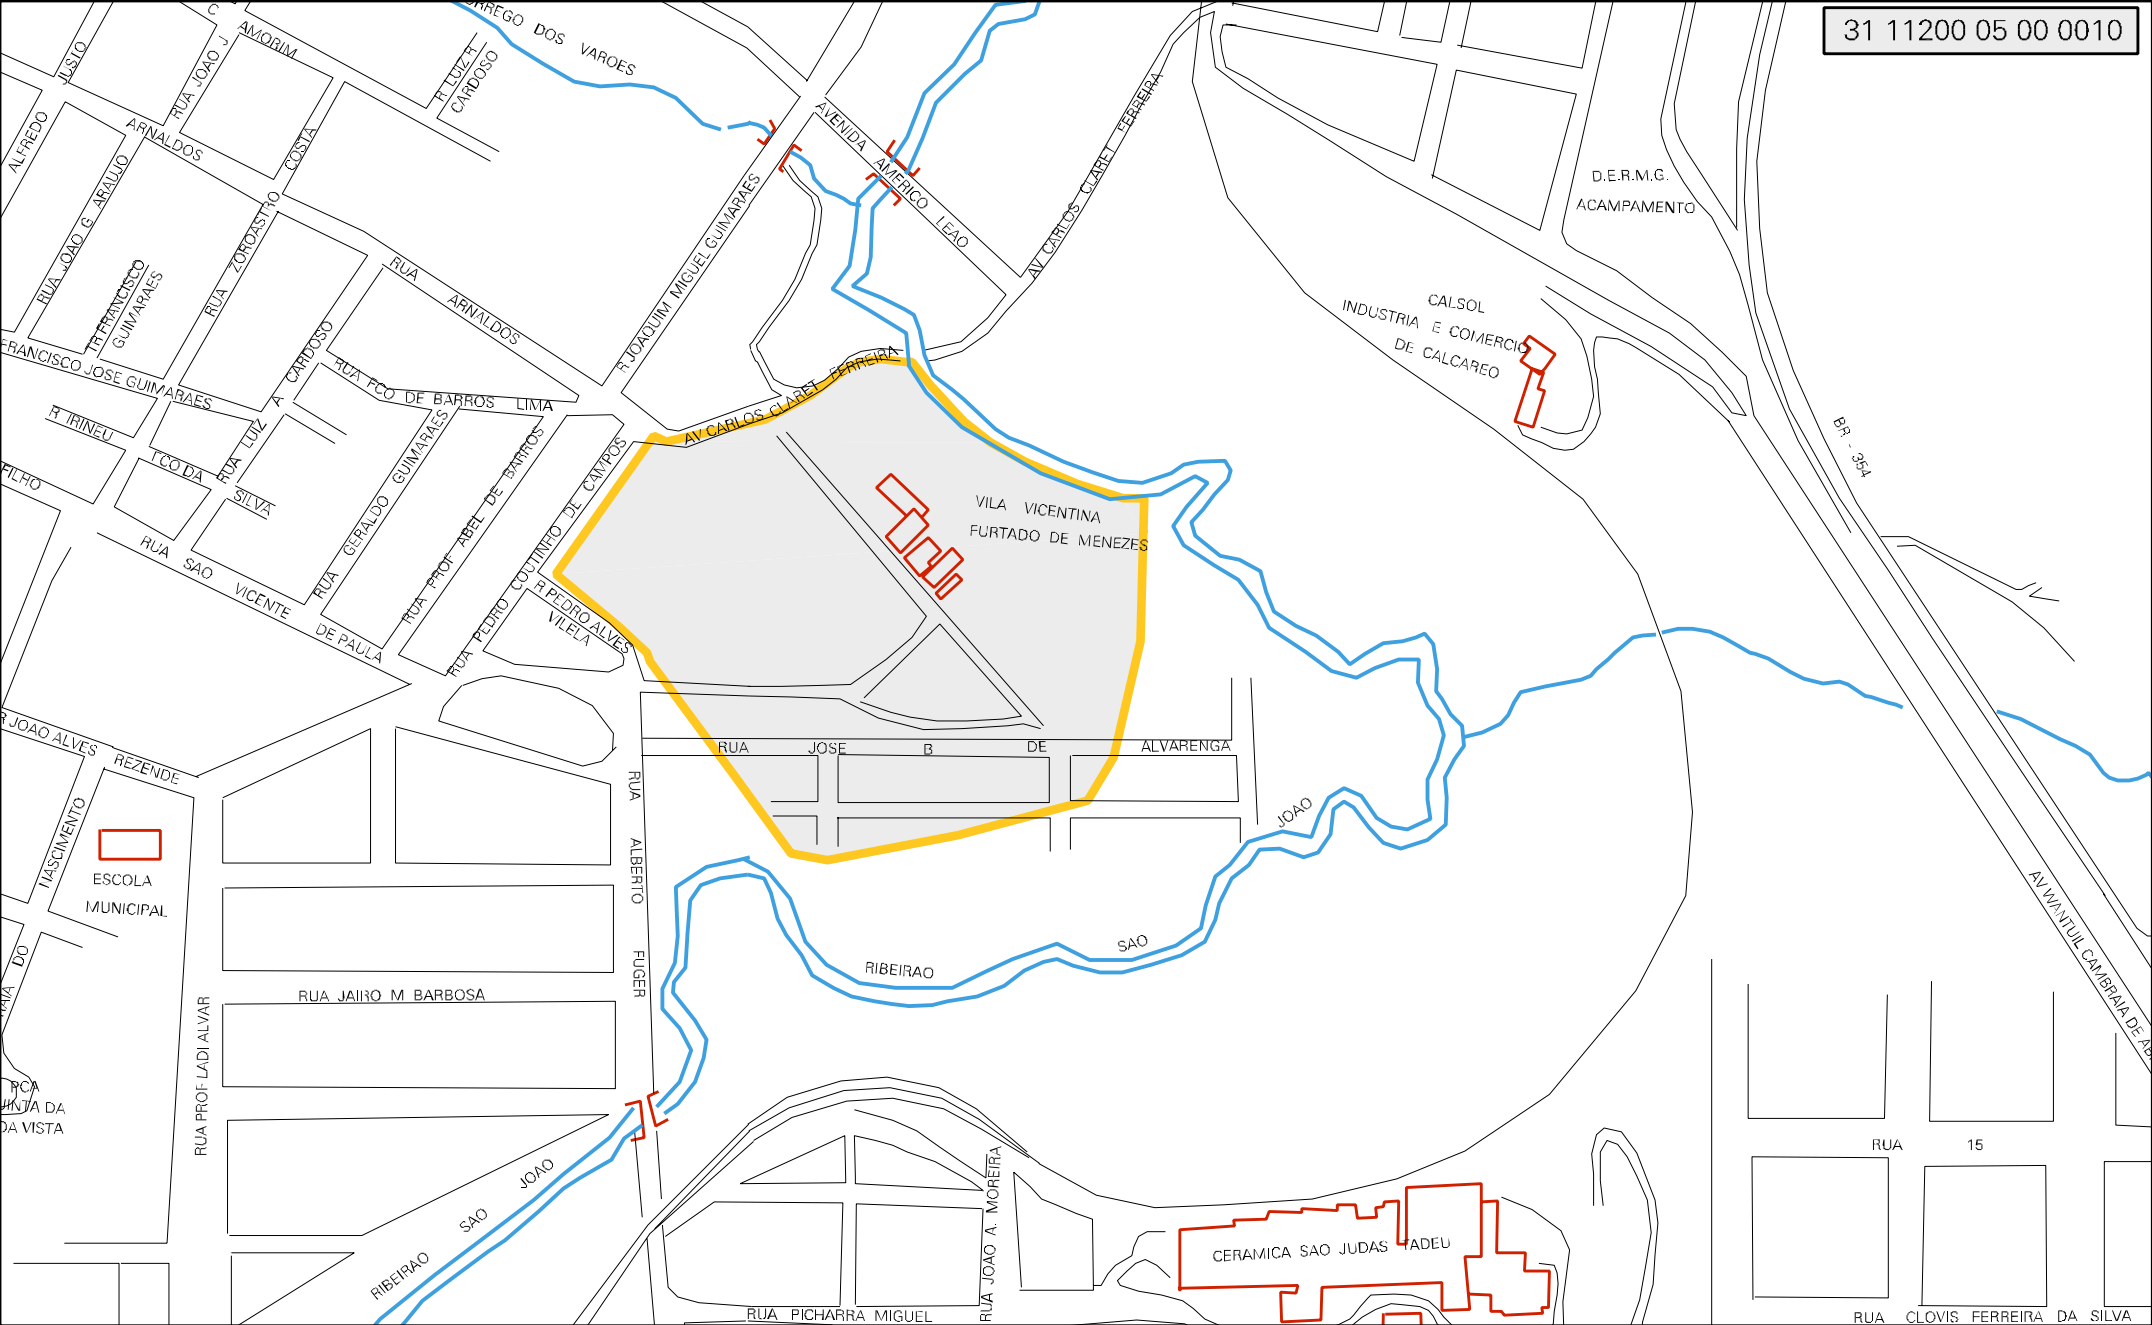 31 11200 05 00 0010
CORREGO DOS VAROES
AMORIM
JUSTO
RUA JOAO J
C
R LUIZ R
CARDOSO
ALFREDO
ARNALDOS
COSTA
AVENIDA AMERICO LEAO
AV CARLOS CLARET FERREIRA
D.E.R.M.G.
ACAMPAMENTO
RUA JOAO G ARAUJO
RUA ZOROASTRO
TR FRANCISCO
GUIMARAES
RUA ARNALDOS
R JOAQUIM MIGUEL GUIMARAES
CALSOL
INDUSTRIA E COMERCIO
DE CALCAREO
FRANCISCO JOSE GUIMARAES
RUA LUIZ A CARDOSO
RUA FCO DE BARROS LIMA
AV CARLOS CLARET FERREIRA
R IRINEU
FILHO
SILVA
BR - 354
RUA GERALDO GUIMARAES
RUA PROF ABEL DE BARROS
RUA PEDRO COUTINHO DE CAMPOS
VILA VICENTINA
FURTADO DE MENEZES
RUA SAO VICENTE DE PAULA
R PEDRO ALVES
VILELA
R JOAO ALVES REZENDE
RUA JOSE B DE ALVARENGA
RUA ALBERTO FUGER
NASCIMENTO
DO
ESCOLA
MUNICIPAL
RIBEIRAO SAO JOAO
AV WANTUIL CAMBRAIA DE
RUA JAIRO M BARBOSA
RUA PROF LADI ALVAR
PCA
DA VISTA
RUA 15
RIBEIRAO SAO JOAO
RUA JOAO A. MOREIRA
CERAMICA SAO JUDAS TADEU
RUA PICHARRA MIGUEL
RUA CLOVIS FERREIRA DA SILVA